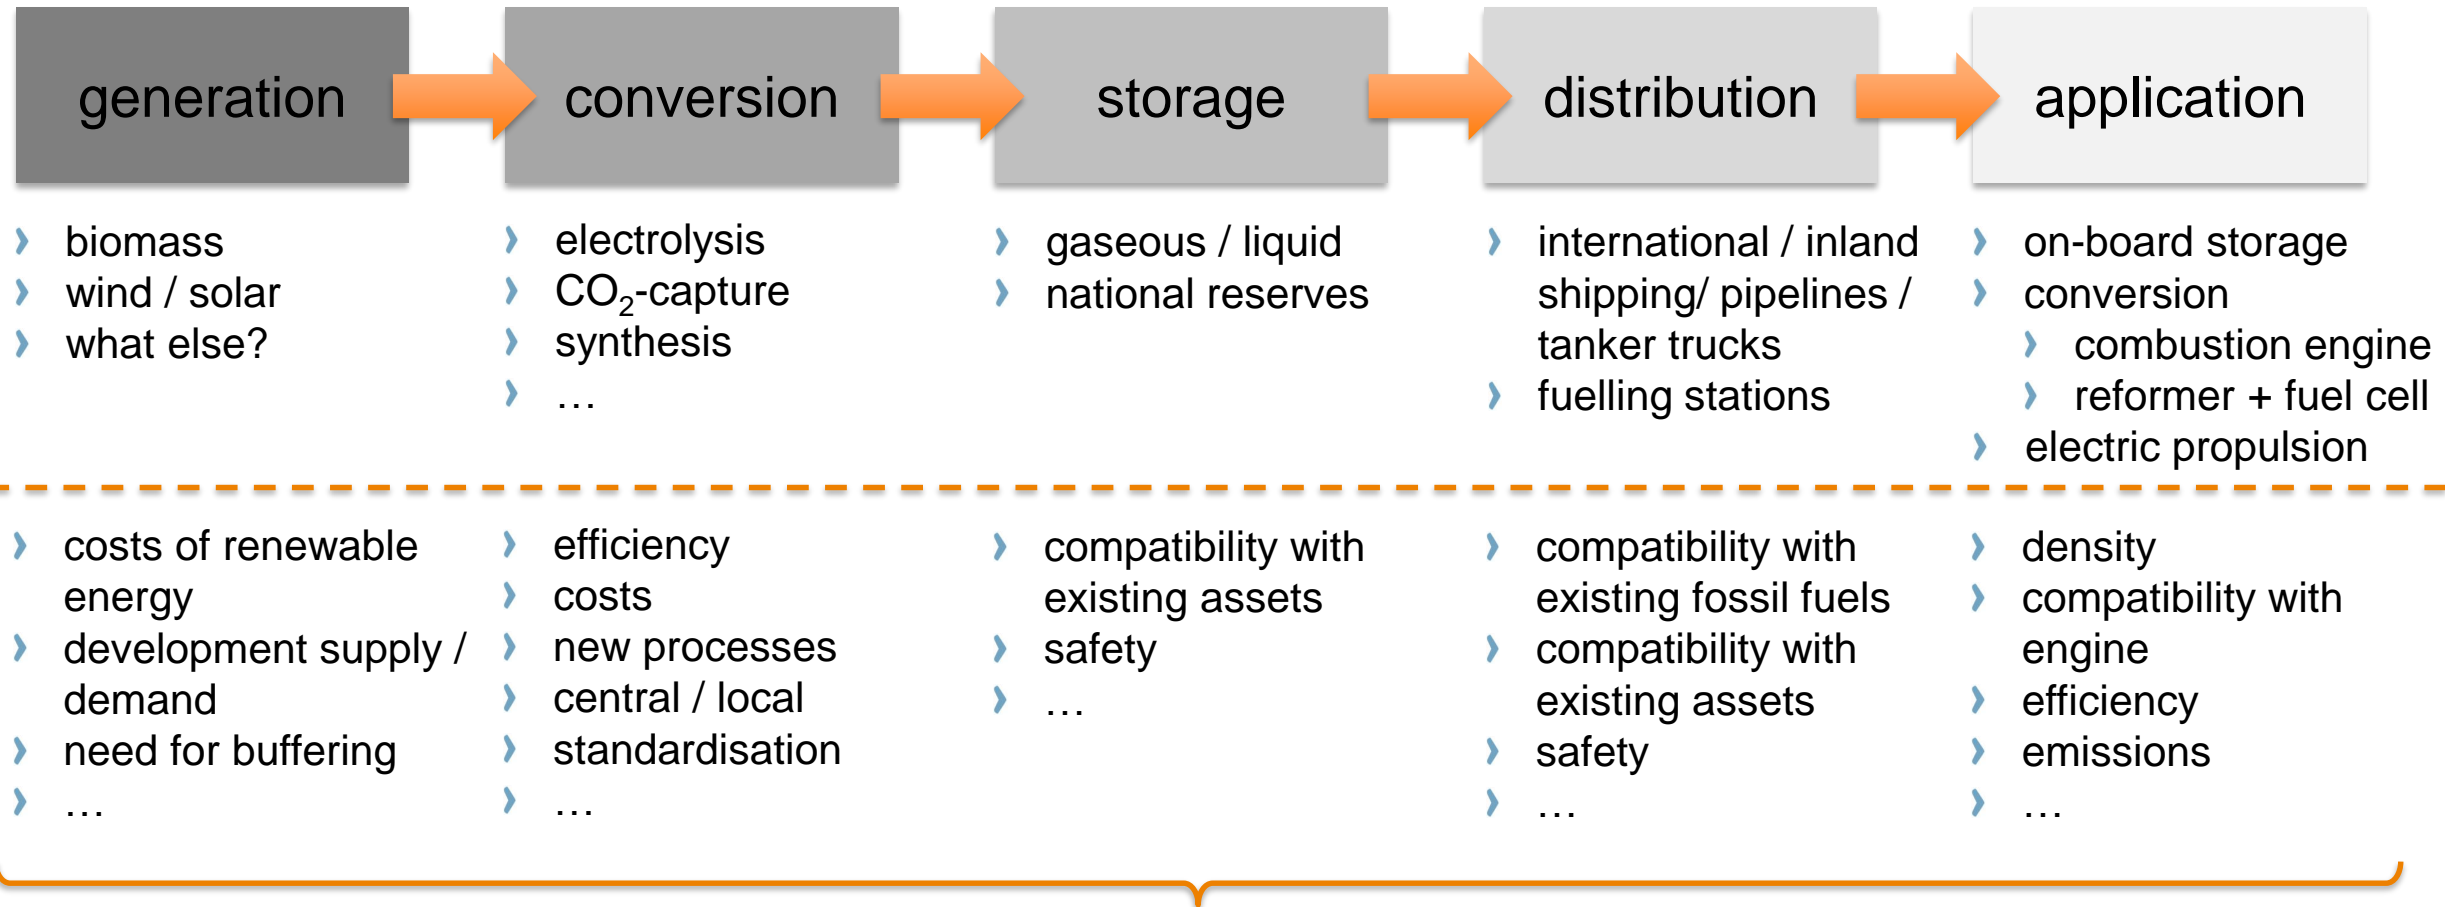 generation
conversion
storage
distribution
application
biomass
wind / solar
what else?
electrolysis
CO₂-capture
synthesis
…
gaseous / liquid
national reserves
international / inland
shipping/ pipelines /
tanker trucks
fuelling stations
on-board storage
conversion
combustion engine
reformer + fuel cell
electric propulsion
costs of renewable
energy
development supply /
demand
need for buffering
…
efficiency
costs
new processes
central / local
standardisation
…
compatibility with
existing assets
safety
…
compatibility with
existing fossil fuels
compatibility with
existing assets
safety
…
density
compatibility with
engine
efficiency
emissions
…